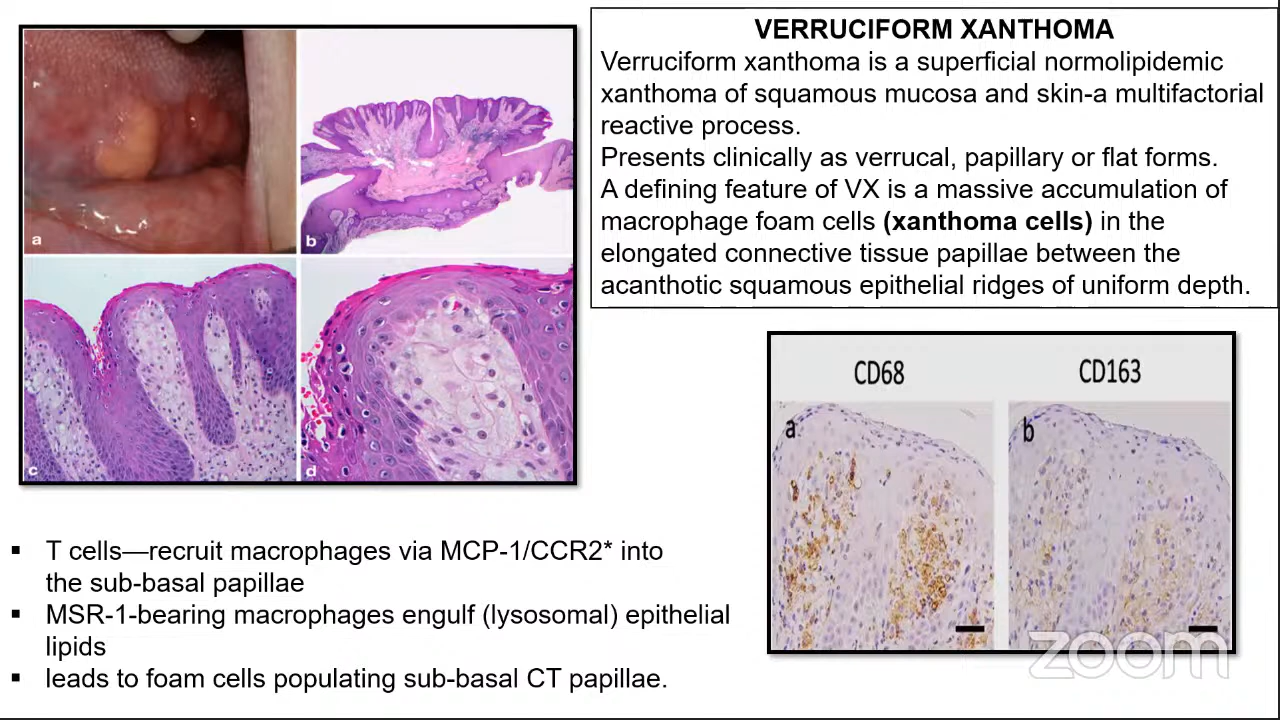 VERRUCIFORM XANTHOMA
Verruciform xanthoma is a superficial normolipidemic
xanthoma of squamous mucosa and skin-a multifactorial
reactive process.
Presents clinically as verrucal, papillary or flat forms.
A defining feature of VX is a massive accumulation of
macrophage foam cells (xanthoma cells) in the
elongated connective tissue papillae between the
acanthotic squamous epithelial ridges of uniform depth.
a
b
c
d
CD68
CD163
a
b
▪ T cells—recruit macrophages via MCP-1/CCR2* into
the sub-basal papillae
▪ MSR-1-bearing macrophages engulf (lysosomal) epithelial
lipids
▪ leads to foam cells populating sub-basal CT papillae.
zoom